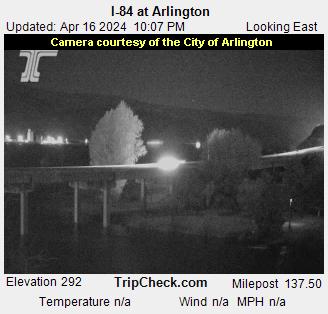 I-84 at Arlington
Updated: Apr 16 2024 10:07 PM Looking East
Camera courtesy of the City of Arlington
Elevation 292 TripCheck.com Milepost 137.50
Temperature n/a Wind n/a MPH n/a